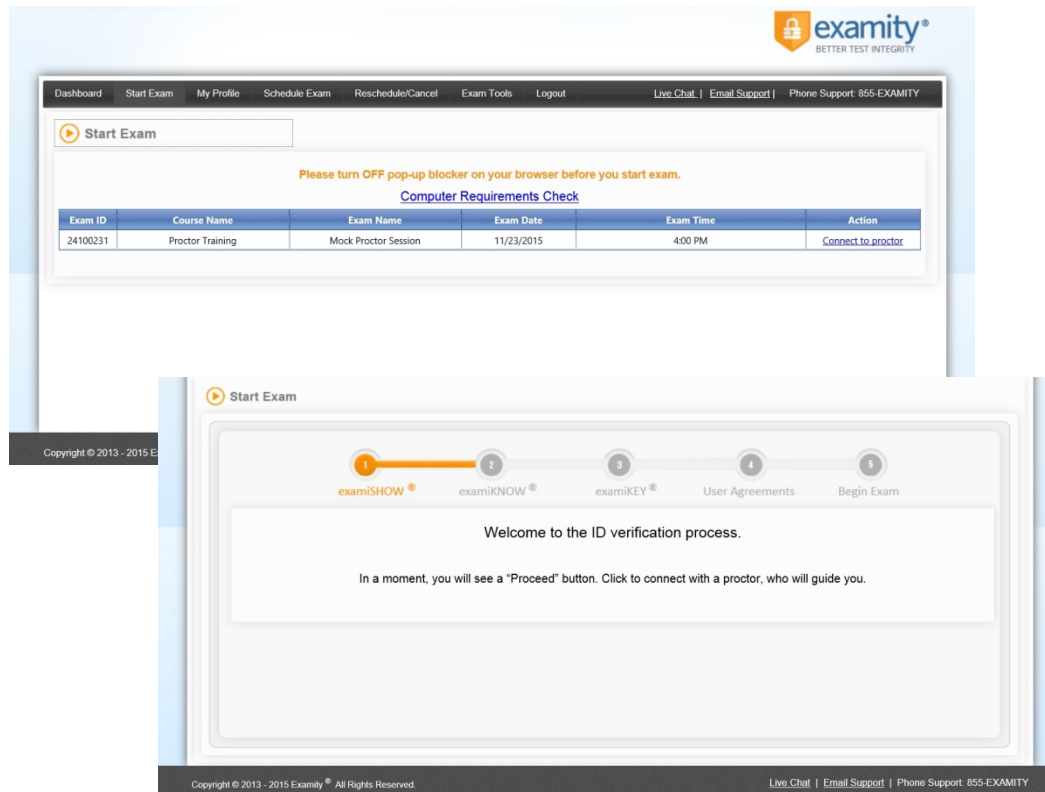 examity®
BETTER TEST INTEGRITY
Dashboard Start Exam My Profile Schedule Exam Reschedule/Cancel Exam Tools Logout Live Chat | Email Support | Phone Support: 855-EXAMITY
Start Exam
Please turn OFF pop-up blocker on your browser before you start exam.
Computer Requirements Check
Exam ID Course Name Exam Name Exam Date Exam Time Action
24100231 Proctor Training Mock Proctor Session 11/23/2015 4:00 PM Connect to proctor
Copyright © 2013 - 2015 E
Start Exam
1 2 3 4 5
examiSHOW ® examiKNOW ® examiKEY ® User Agreements Begin Exam
Welcome to the ID verification process.
In a moment, you will see a “Proceed” button. Click to connect with a proctor, who will guide you.
Copyright © 2013 - 2015 Examity ® All Rights Reserved. Live Chat | Email Support | Phone Support: 855-EXAMITY